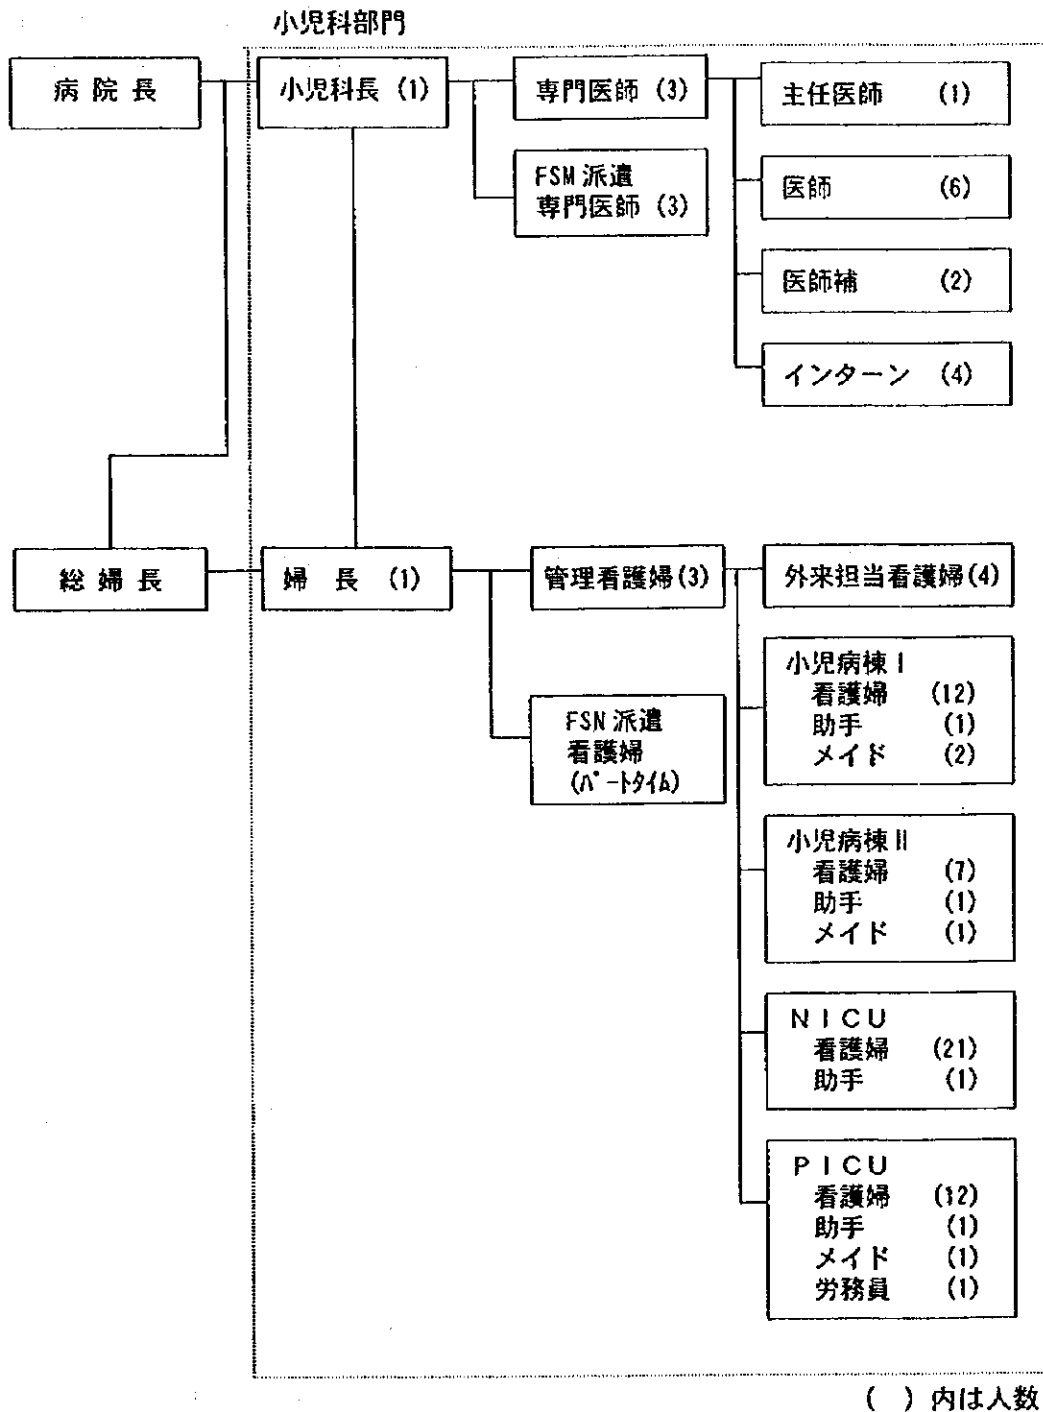 小児科部門
病院長
小児科長 (1)
専門医師 (3)
主任医師 (1)
FSM 派遣
専門医師 (3)
医師 (6)
医師補 (2)
インターン (4)
総婦長
婦長 (1)
管理看護婦 (3)
外来担当看護婦 (4)
FSN 派遣
看護婦
(ﾊﾟｰﾄﾀｲﾑ)
小児病棟 I
看護婦 (12)
助手 (1)
メイド (2)
小児病棟 II
看護婦 (7)
助手 (1)
メイド (1)
NICU
看護婦 (21)
助手 (1)
PICU
看護婦 (12)
助手 (1)
メイド (1)
労務員 (1)
( ) 内は人数